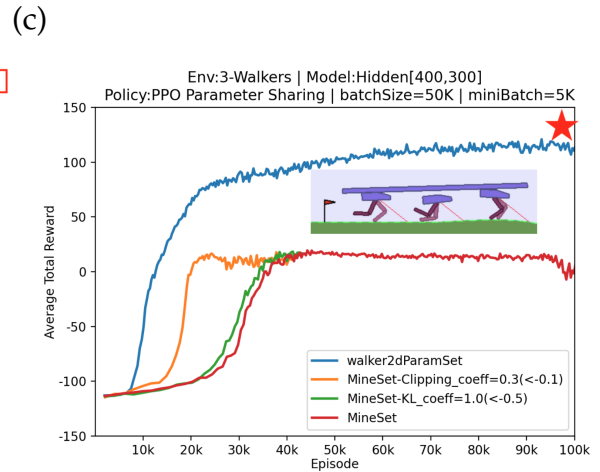 (c)
Env:3-Walkers | Model:Hidden[400,300]
Policy:PPO Parameter Sharing | batchSize=50K | miniBatch=5K
Average Total Reward
150
100
50
0
-50
-100
-150
walker2dParamSet
MineSet-Clipping_coeff=0.3(<-0.1)
MineSet-KL_coeff=1.0(<-0.5)
MineSet
10k 20k 30k 40k 50k 60k 70k 80k 90k 100k
Episode